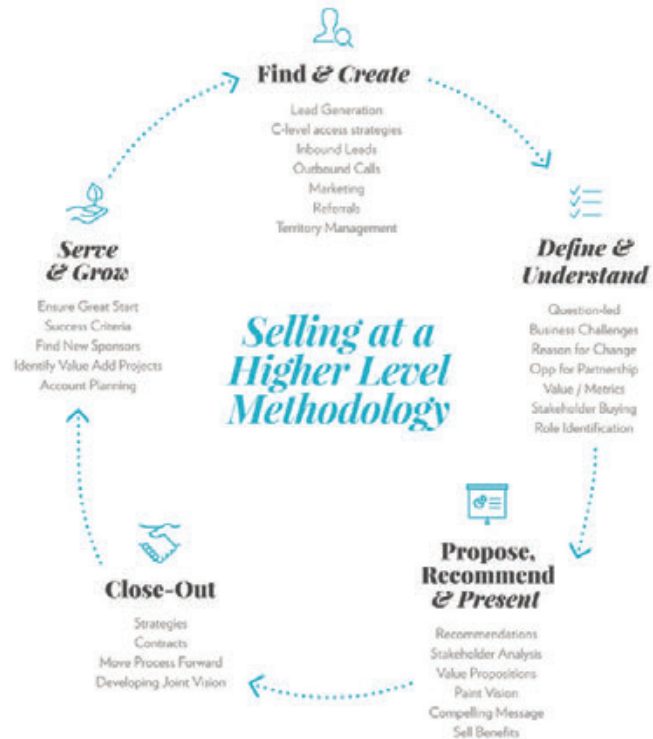 Find & Create
Lead Generation
C-level access strategies
Inbound Leads
Outbound Calls
Marketing
Referrals
Territory Management
Define &
Understand
Question-led
Business Challenges
Reason for Change
Opp for Partnership
Value / Metrics
Stakeholder Buying
Role Identification
Propose,
Recommend
& Present
Recommendations
Stakeholder Analysis
Value Propositions
Paint Vision
Compelling Message
Sell Benefits
Close-Out
Strategies
Contracts
Move Process Forward
Developing Joint Vision
Serve
& Grow
Ensure Great Start
Success Criteria
Find New Sponsors
Identify Value Add Projects
Account Planning
Selling at a
Higher Level
Methodology